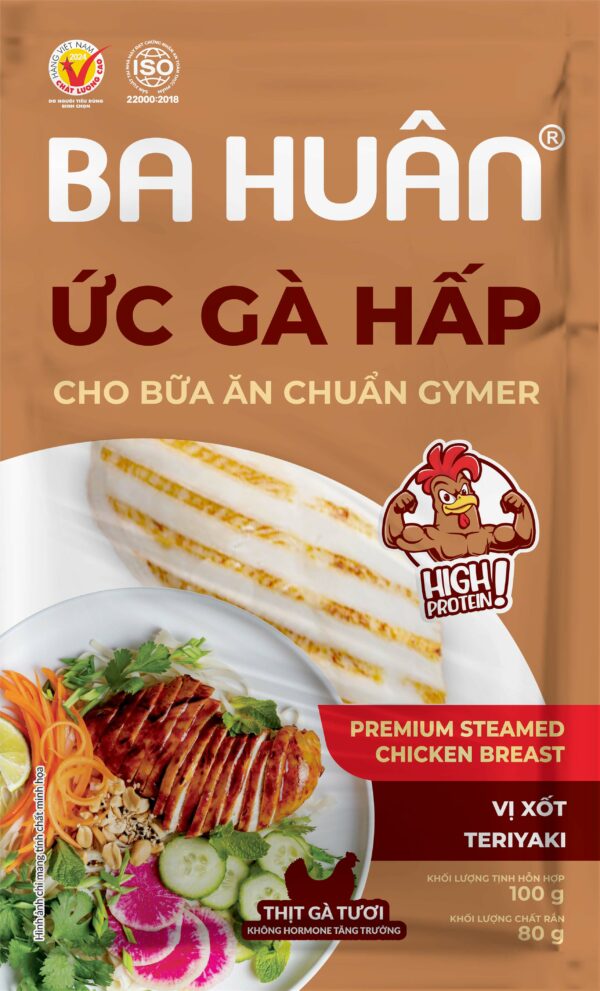 HÀNG VIỆT NAM
2024
CHẤT LƯỢNG CAO
DO NGƯỜI TIÊU DÙNG
BÌNH CHỌN
ISO
22000:2018
BA HUÂN®
ỨC GÀ HẤP
CHO BỮA ĂN CHUẨN GYMER
HIGH
PROTEIN!
PREMIUM STEAMED
CHICKEN BREAST
VỊ XỐT
TERIYAKI
KHỐI LƯỢNG TỊNH HỖN HỢP
100 g
KHỐI LƯỢNG CHẤT RẮN
80 g
THỊT GÀ TƯƠI
KHÔNG HORMONE TĂNG TRƯỞNG
Hình ảnh chỉ mang tính chất minh họa